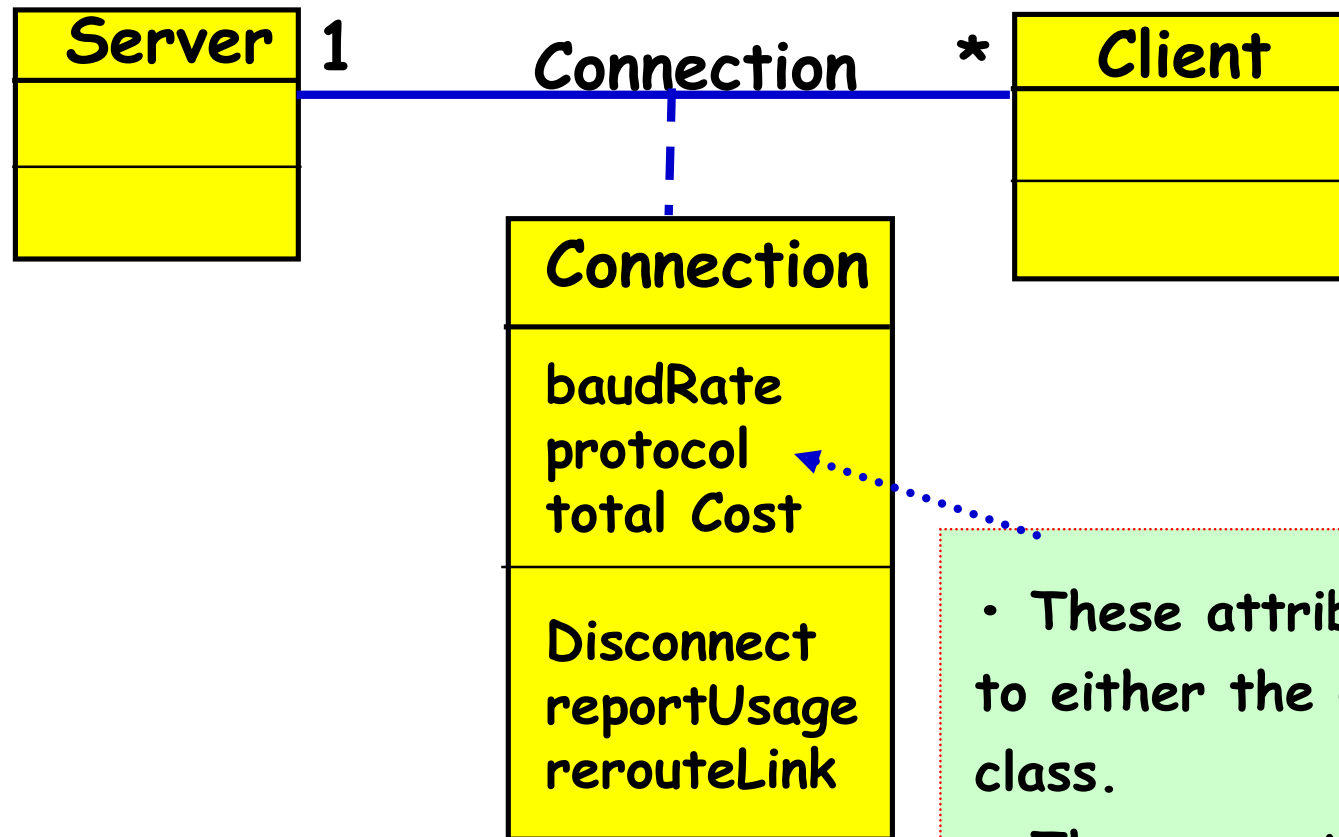 Server
1
Connection
*
Client
Connection
baudRate
protocol
total Cost
Disconnect
reportUsage
rerouteLink
• These
to either the
class.